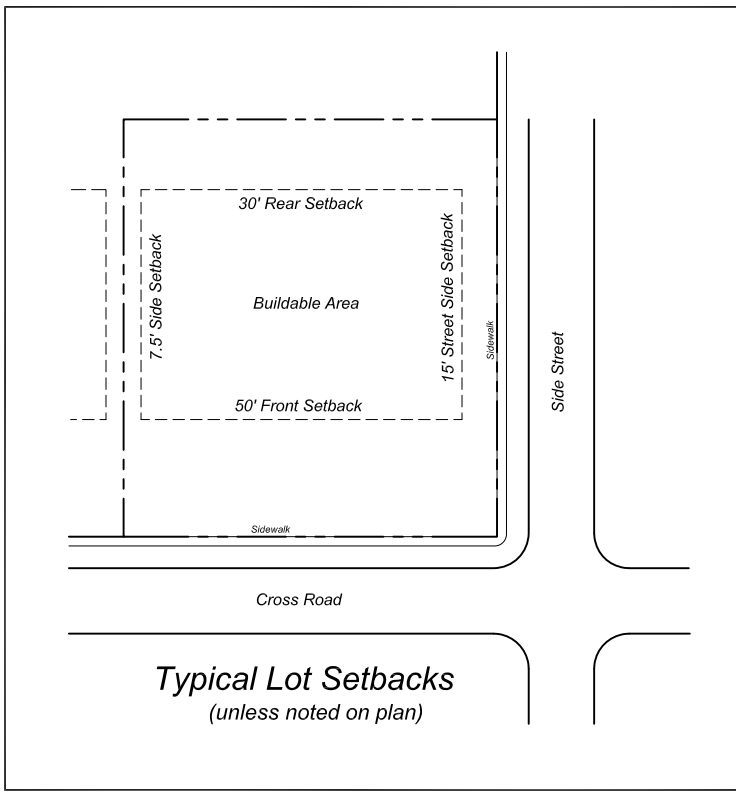 30' Rear Setback
7.5' Side Setback
15' Street Side Setback
Buildable Area
Sidewalk
Side Street
50' Front Setback
Sidewalk
Cross Road
Typical Lot Setbacks
(unless noted on plan)